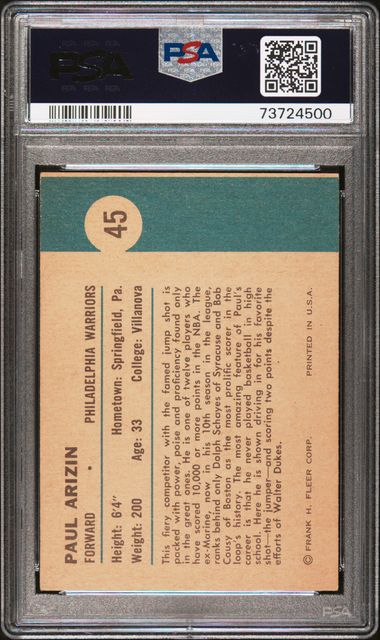 PSA
PSA
73724500
45
PAUL ARIZIN
FORWARD • PHILADELPHIA WARRIORS
Height: 6'4" Hometown: Springfield, Pa.
Weight: 200 Age: 33 College: Villanova
This fiery competitor with the famed jump shot is
packed with power, poise and proficiency found only
in the great ones. He is one of twelve players who
have scored 10,000 or more points in the NBA. The
ex-Marine, now in his 10th season in the league,
ranks behind only Dolph Schayes of Syracuse and Bob
Cousy of Boston as the most prolific scorer in the
loop's history. The most amazing feature of Paul's
career is that he never played basketball in high
school. Here he is shown driving in for his favorite
shot—the jumper—and scoring two points despite the
efforts of Walter Dukes.
© FRANK H. FLEER CORP. PRINTED IN U.S.A.
PSA